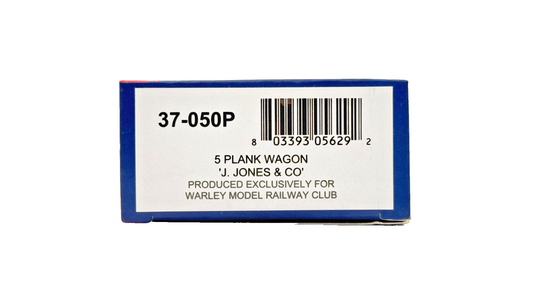 37-050P
8 03393 05629 2
5 PLANK WAGON
'J. JONES & CO'
PRODUCED EXCLUSIVELY FOR
WARLEY MODEL RAILWAY CLUB